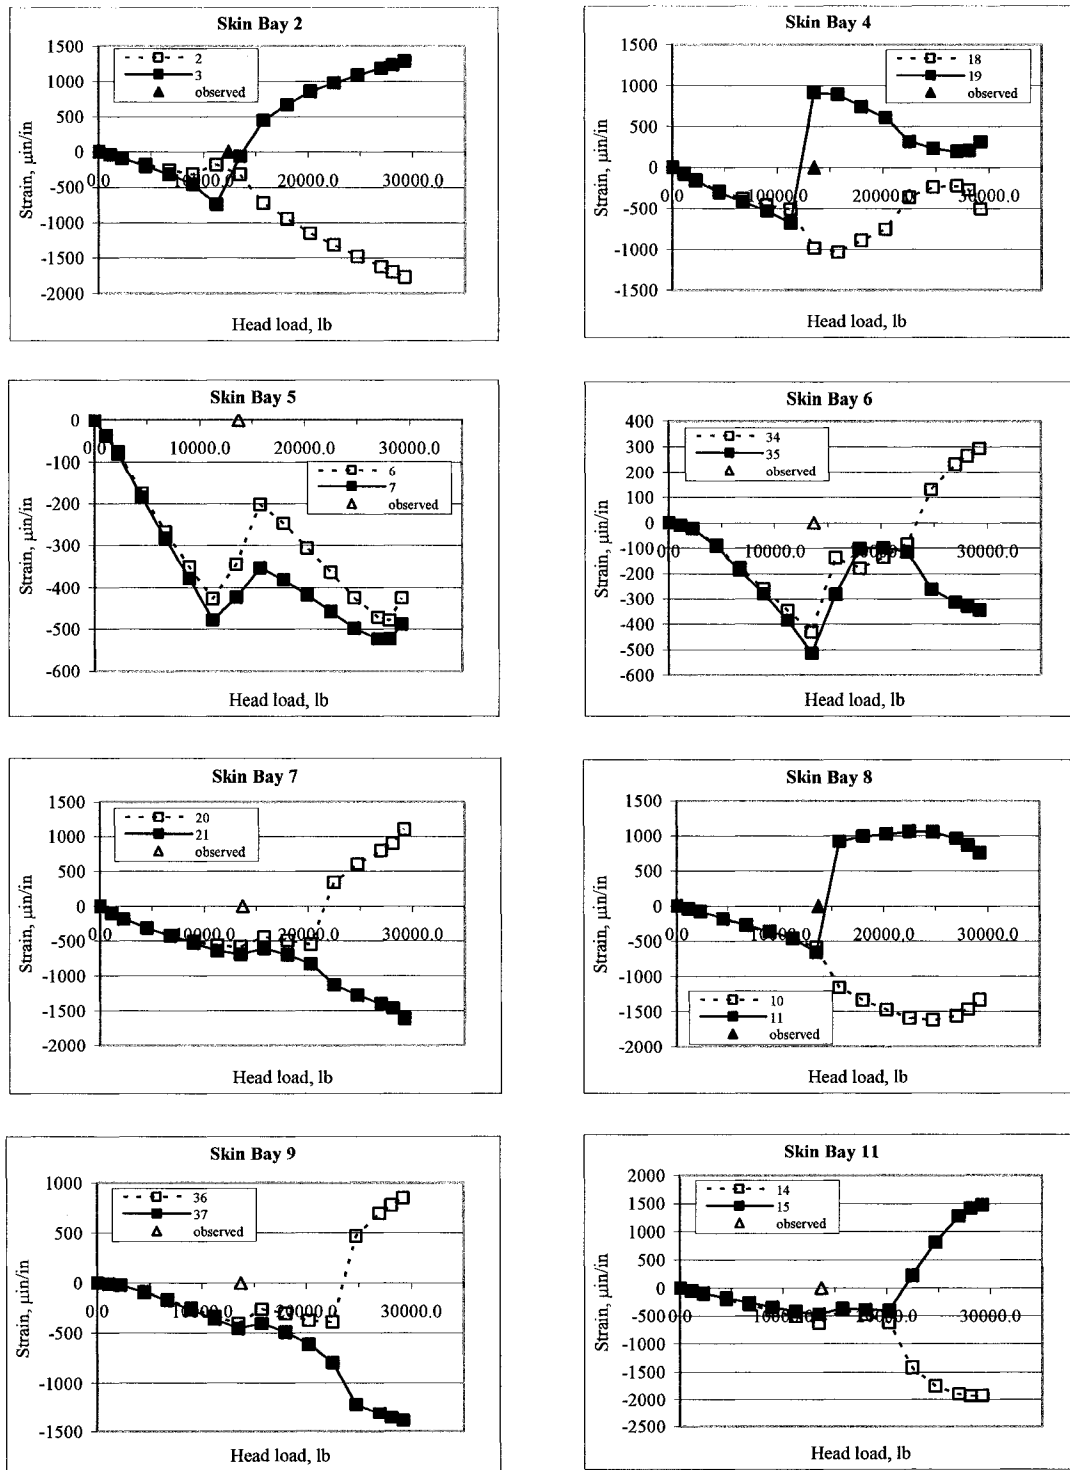 Skin Bay 2
1500
1000
500
0
-500
-1000
-1500
-2000
0.0 10000.0 20000.0 30000.0
2
3
observed
Strain, μin/in
Head load, lb
Skin Bay 4
1500
1000
500
0
-500
-1000
-1500
0.0 10000.0 20000.0 30000.0
18
19
observed
Strain, μin/in
Head load, lb
Skin Bay 5
0
-100
-200
-300
-400
-500
-600
0.0 10000.0 20000.0 30000.0
6
7
observed
Strain, μin/in
Head load, lb
Skin Bay 6
400
300
200
100
0
-100
-200
-300
-400
-500
-600
0.0 10000.0 20000.0 30000.0
34
35
observed
Strain, μin/in
Head load, lb
Skin Bay 7
1500
1000
500
0
-500
-1000
-1500
-2000
0.0 10000.0 20000.0 30000.0
20
21
observed
Strain, μin/in
Head load, lb
Skin Bay 8
1500
1000
500
0
-500
-1000
-1500
-2000
0.0 10000.0 20000.0 30000.0
10
11
observed
Strain, μin/in
Head load, lb
Skin Bay 9
1000
500
0
-500
-1000
-1500
0.0 10000.0 20000.0 30000.0
36
37
observed
Strain, μin/in
Head load, lb
Skin Bay 11
2000
1500
1000
500
0
-500
-1000
-1500
-2000
-2500
0.0 10000.0 20000.0 30000.0
14
15
observed
Strain, μin/in
Head load, lb